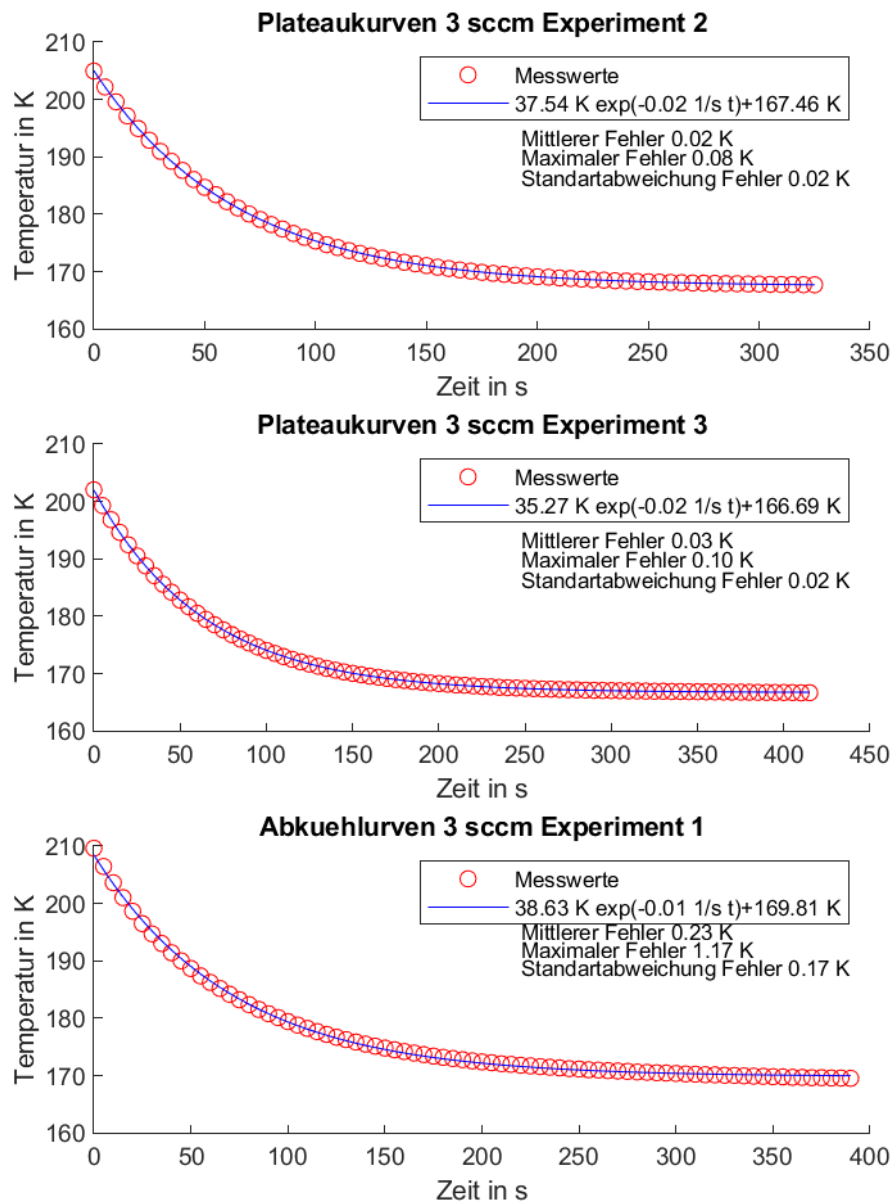 Plateaukurven 3 sccm Experiment 2
210
200
190
180
170
160
Temperatur in K
Messwerte
37.54 K exp(-0.02 1/s t)+167.46 K
Mittlerer Fehler 0.02 K
Maximaler Fehler 0.08 K
Standartabweichung Fehler 0.02 K
0 50 100 150 200 250 300 350
Zeit in s
Plateaukurven 3 sccm Experiment 3
210
200
190
180
170
160
Temperatur in K
Messwerte
35.27 K exp(-0.02 1/s t)+166.69 K
Mittlerer Fehler 0.03 K
Maximaler Fehler 0.10 K
Standartabweichung Fehler 0.02 K
0 50 100 150 200 250 300 350 400 450
Zeit in s
Abkuehlurven 3 sccm Experiment 1
210
200
190
180
170
160
Temperatur in K
Messwerte
38.63 K exp(-0.01 1/s t)+169.81 K
Mittlerer Fehler 0.23 K
Maximaler Fehler 1.17 K
Standartabweichung Fehler 0.17 K
0 50 100 150 200 250 300 350 400
Zeit in s